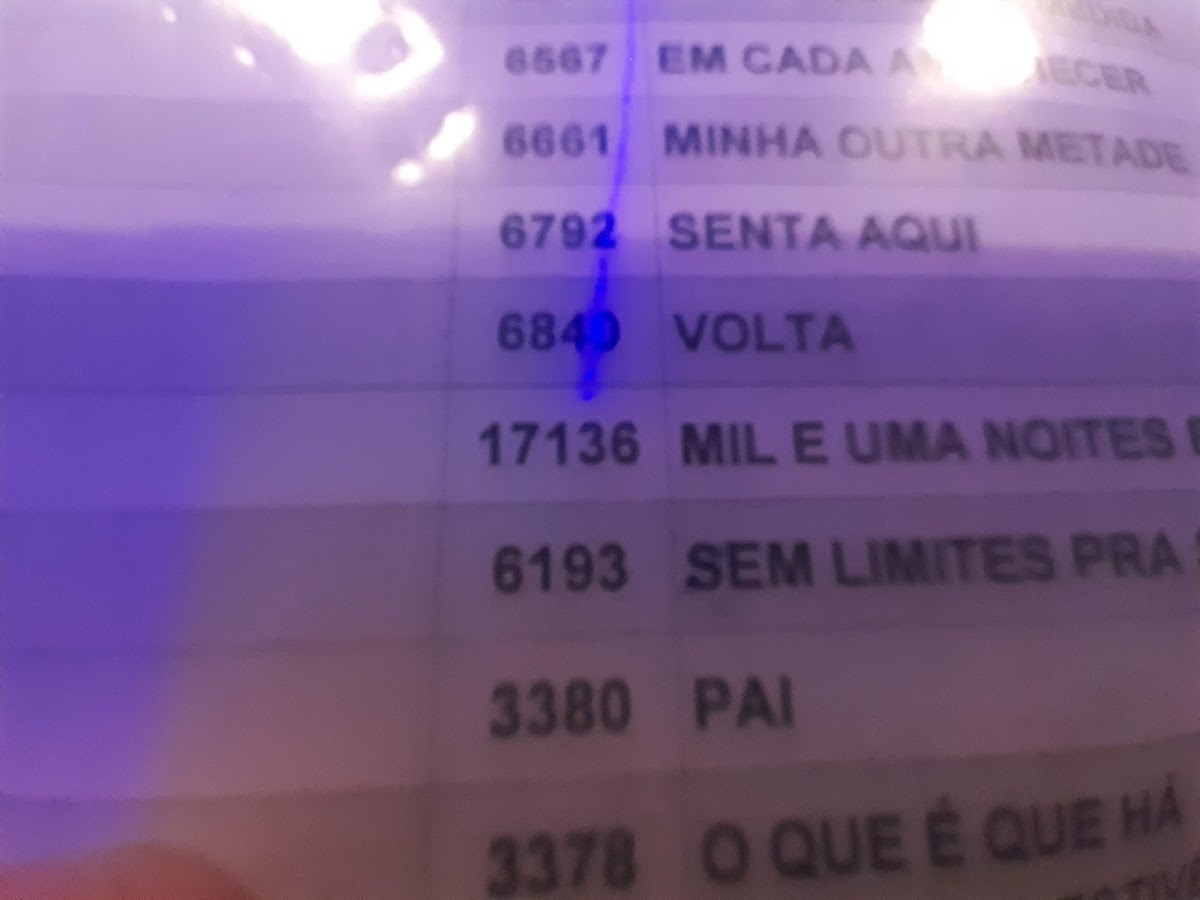 6567 EM CADA
6661 MINHA OUTRA METADE
6792 SENTA AQUI
6840 VOLTA
17136 MIL E UMA NOITES
6193 SEM LIMITES PRA
3380 PAI
3378 O QUE É QUE HÁ